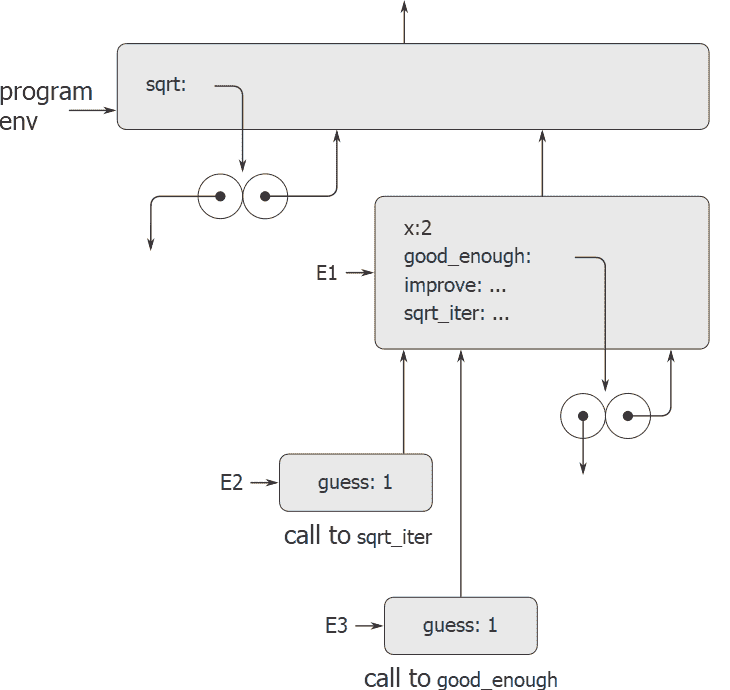 sqrt:
program
env
x:2
good_enough:
E1
improve: ...
sqrt_iter: ...
E2
guess: 1
call to sqrt_iter
E3
guess: 1
call to good_enough